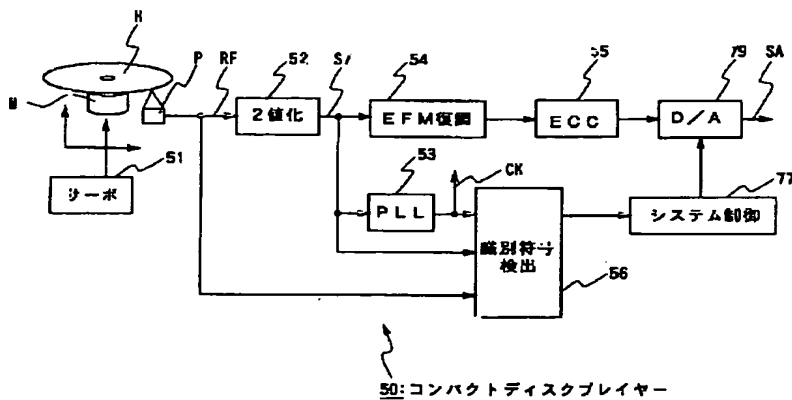 H
P
RF
52
S7
54
55
79
SA
M
2値化
EFM復調
ECC
D/A
51
53
CK
77
サーボ
PLL
識別符号
検出
システム制御
56
50:コンパクトディスクプレイヤー